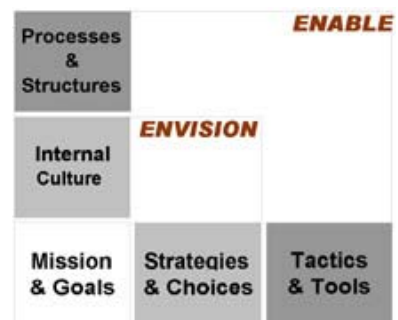 Processes
&
Structures
ENABLE
Internal
Culture
ENVISION
Mission
& Goals
Strategies
& Choices
Tactics
& Tools